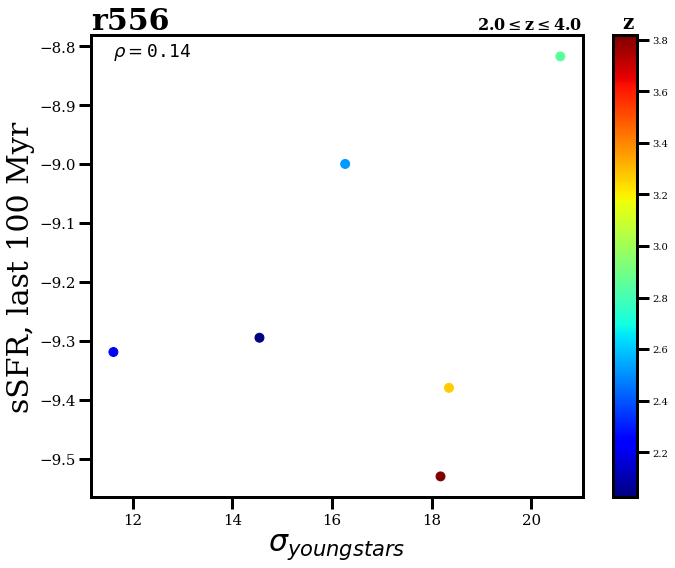 r556
2.0 ≤ z ≤ 4.0
z
ρ = 0.14
−8.8
−8.9
−9.0
−9.1
−9.2
−9.3
−9.4
−9.5
sSFR, last 100 Myr
12 14 16 18 20
σyoungstars
3.8
3.6
3.4
3.2
3.0
2.8
2.6
2.4
2.2